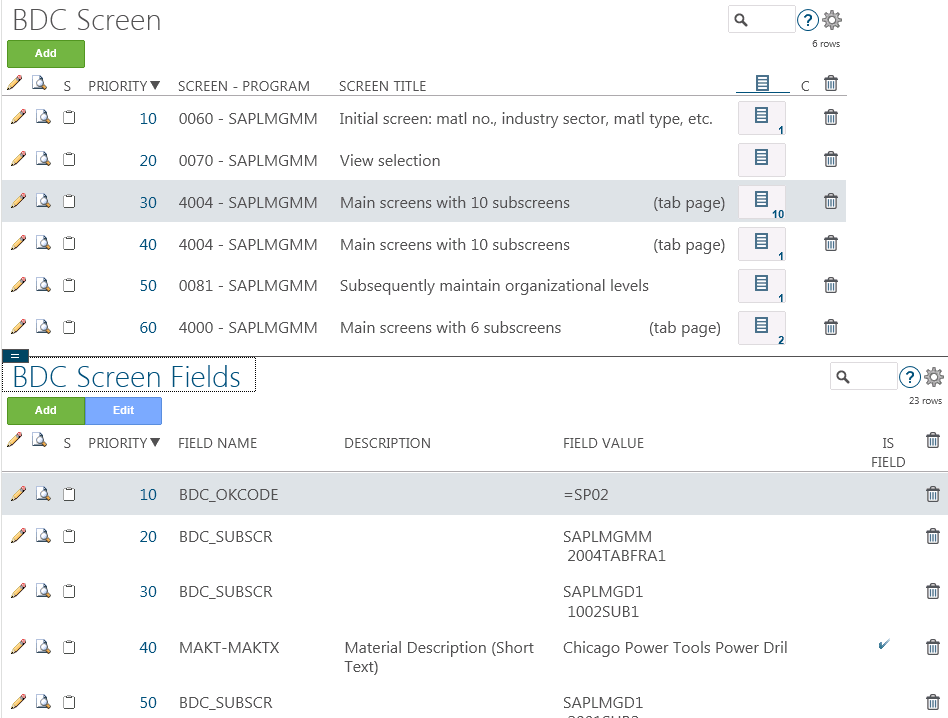 BDC Screen
?
6 rows
Add
S PRIORITY▼ SCREEN - PROGRAM SCREEN TITLE C
10 0060 - SAPLMGMM Initial screen: matl no., industry sector, matl type, etc. 1
20 0070 - SAPLMGMM View selection
30 4004 - SAPLMGMM Main screens with 10 subscreens (tab page) 10
40 4004 - SAPLMGMM Main screens with 10 subscreens (tab page) 1
50 0081 - SAPLMGMM Subsequently maintain organizational levels 1
60 4000 - SAPLMGMM Main screens with 6 subscreens (tab page) 2
=
BDC Screen Fields
?
23 rows
Add Edit
S PRIORITY▼ FIELD NAME DESCRIPTION FIELD VALUE IS
FIELD
10 BDC_OKCODE =SP02
20 BDC_SUBSCR SAPLMGMM
2004TABFRA1
30 BDC_SUBSCR SAPLMGD1
1002SUB1
40 MAKT-MAKTX Material Description (Short Chicago Power Tools Power Dril
Text)
50 BDC_SUBSCR SAPLMGD1